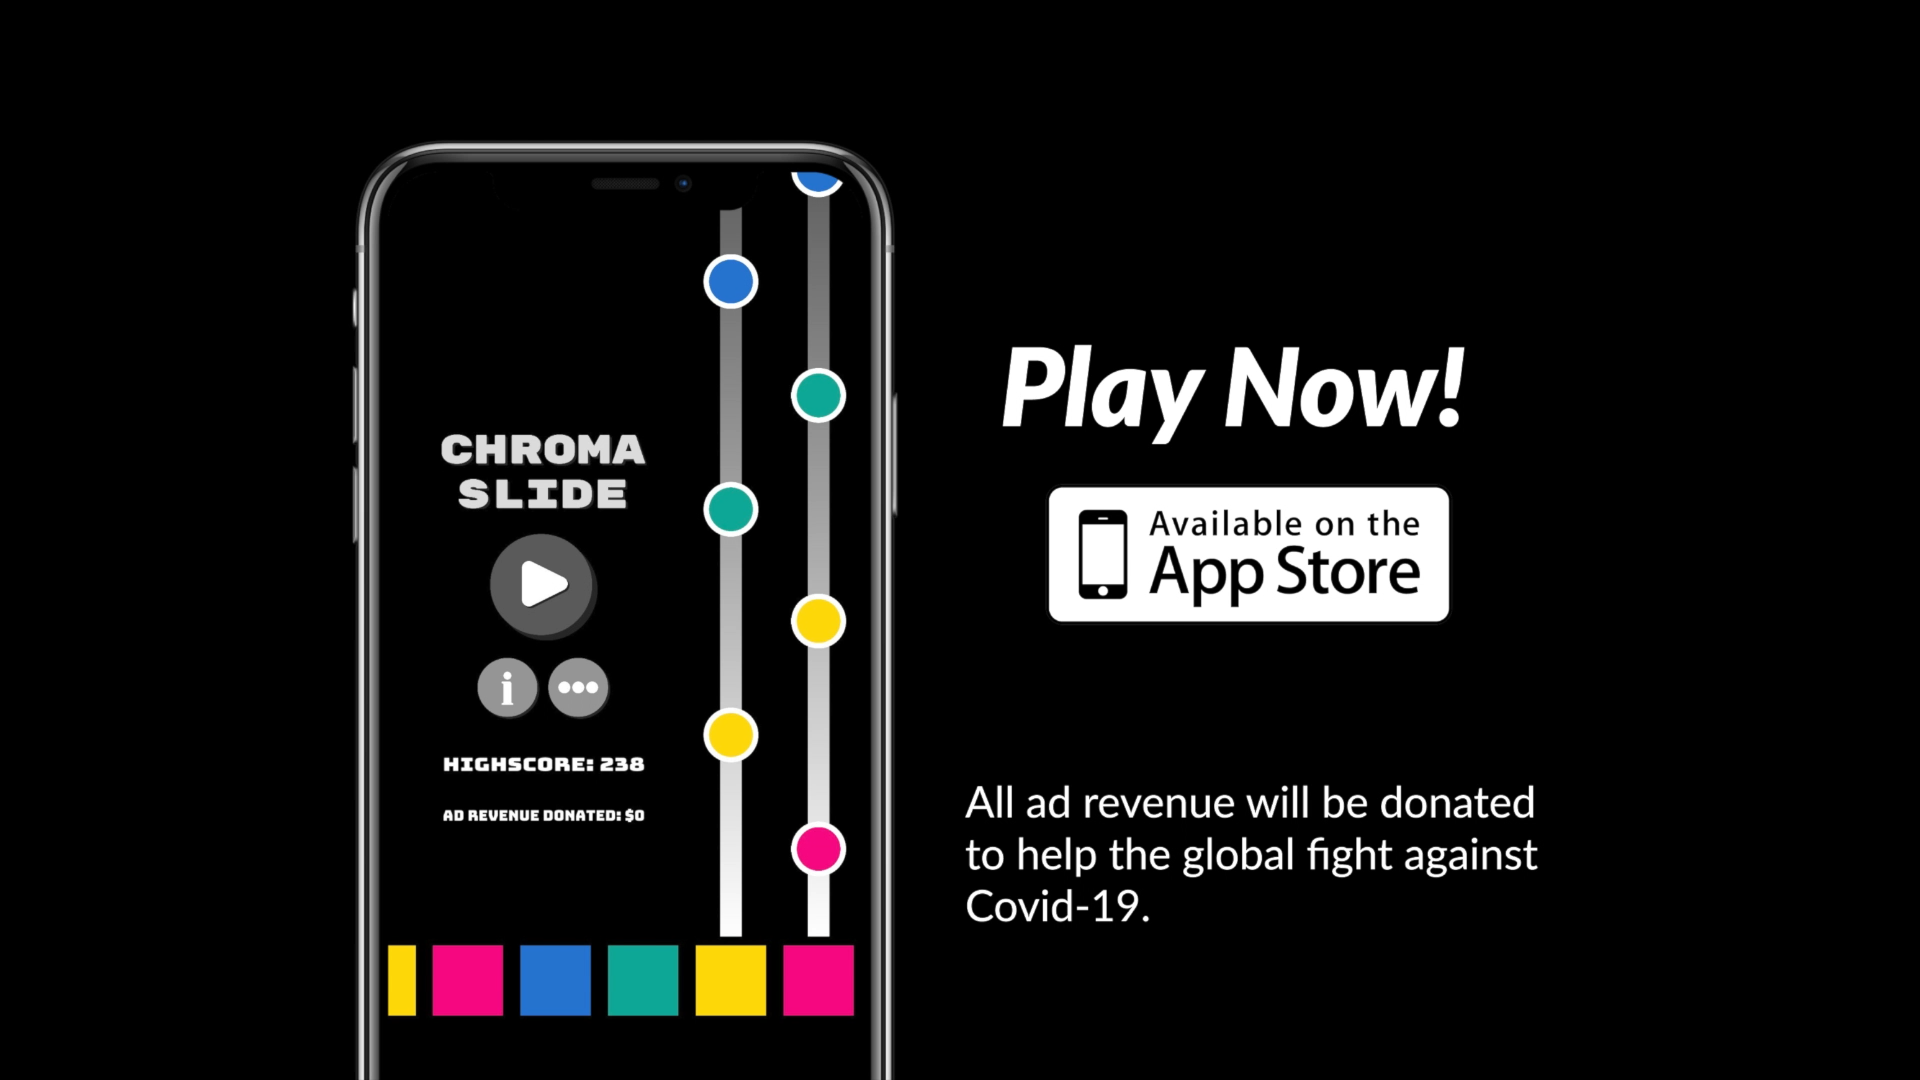 CHROMA
SLIDE
i
HIGHSCORE: 238
AD REVENUE DONATED: $0
Play Now!
Available on the
App Store
All ad revenue will be donated
to help the global fight against
Covid-19.